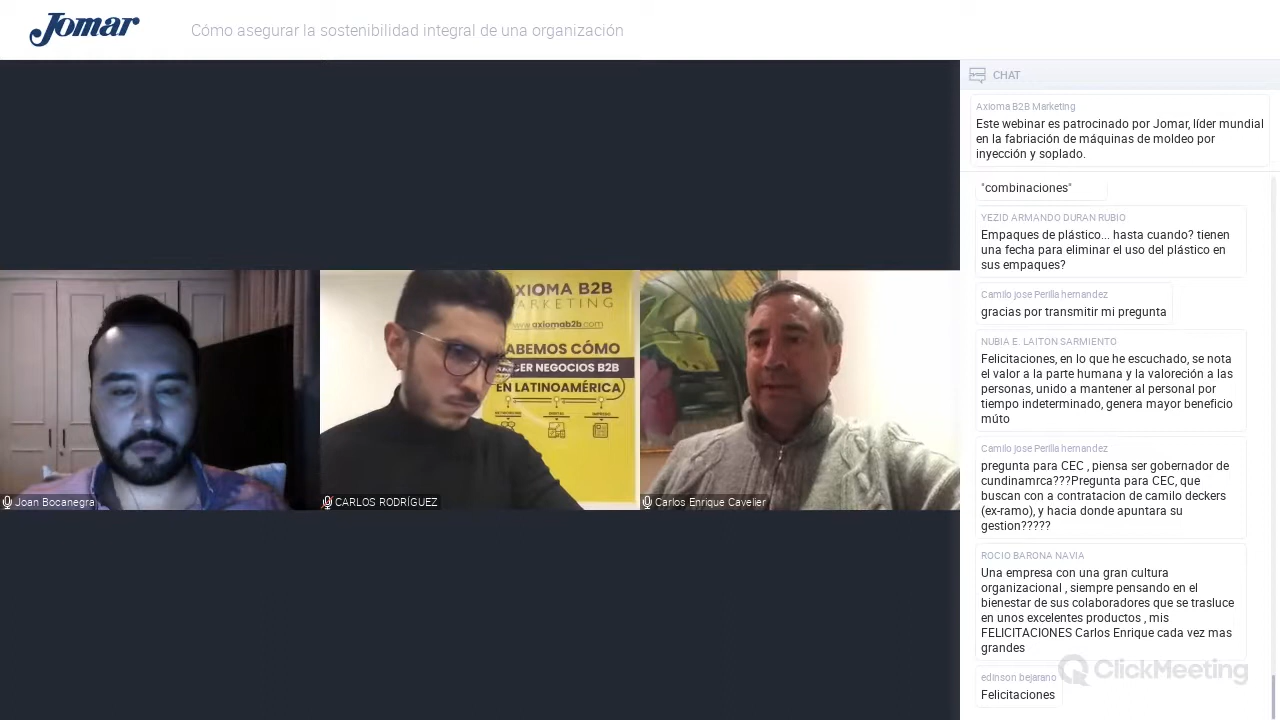 Jomar
Cómo asegurar la sostenibilidad integral de una organización
CHAT
Axioma B2B Marketing
Este webinar es patrocinado por Jomar, líder mundial
en la fabriación de máquinas de moldeo por
inyección y soplado.
"combinaciones"
YEZID ARMANDO DURAN RUBIO
Empaques de plástico... hasta cuando? tienen
una fecha para eliminar el uso del plástico en
sus empaques?
Camilo jose Perilla hernandez
gracias por transmitir mi pregunta
NUBIA E. LAITON SARMIENTO
Felicitaciones, en lo que he escuchado, se nota
el valor a la parte humana y la valoreción a las
personas, unido a mantener al personal por
tiempo indeterminado, genera mayor beneficio
múto
Camilo jose Perilla hernandez
pregunta para CEC , piensa ser gobernador de
cundinamrca???Pregunta para CEC, que
buscan con a contratacion de camilo deckers
(ex-ramo), y hacia donde apuntara su
gestion?????
ROCIO BARONA NAVIA
Una empresa con una gran cultura
organizacional , siempre pensando en el
bienestar de sus colaboradores que se trasluce
en unos excelentes productos , mis
FELICITACIONES Carlos Enrique cada vez mas
grandes
edinson bejarano
Felicitaciones
ClickMeeting
XIOMA B2B
ARKETING
www.axiomab2b.com
ABEMOS CÓMO
CER NEGOCIOS B2B
EN LATINOAMÉRICA
Joan Bocanegra
CARLOS RODRÍGUEZ
Carlos Enrique Cavelier